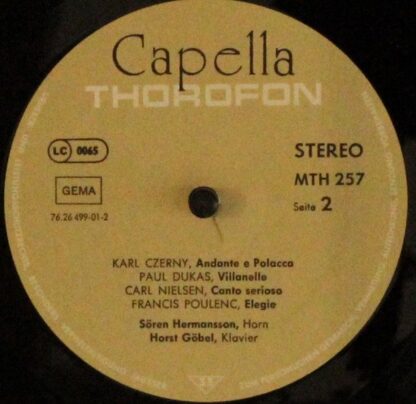 Capella
THOROFON
LC 0065
STEREO
GEMA
MTH 257
Seite 2
76.26 499-01-2
KARL CZERNY, Andante e Polacca
PAUL DUKAS, Villanelle
CARL NIELSEN, Canto serioso
FRANCIS POULENC, Elegie
Sören Hermansson, Horn
Horst Göbel, Klavier